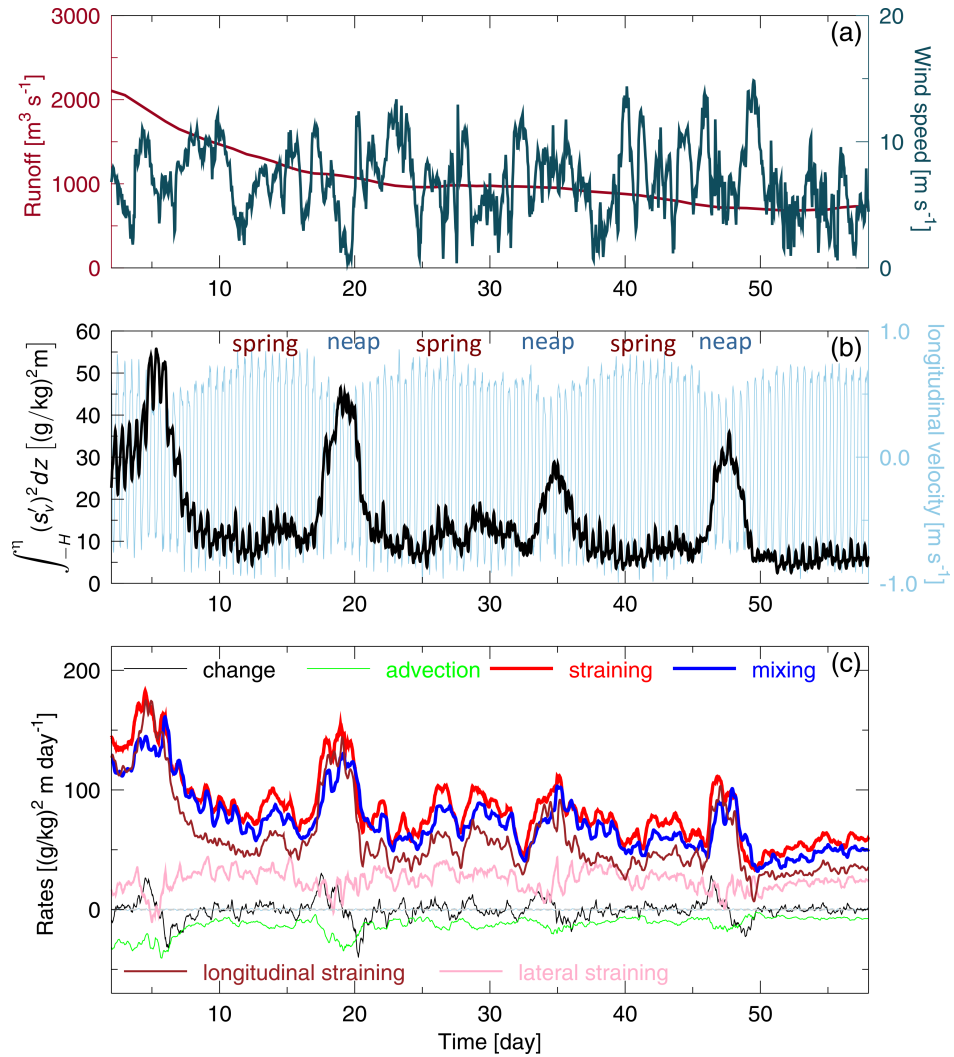 3000
2000
1000
0
Runoff [m³ s⁻¹]
(a)
20
10
0
Wind speed [m s⁻¹]
10 20 30 40 50
60
50
40
30
20
10
0
∫₋H^η (s′ᵥ)² dz [(g/kg)²m]
spring neap spring neap spring neap
(b)
1.0
0.0
-1.0
longitudinal velocity [m s⁻¹]
10 20 30 40 50
200
100
0
Rates [(g/kg)² m day⁻¹]
change advection straining mixing
(c)
longitudinal straining lateral straining
10 20 30 40 50
Time [day]